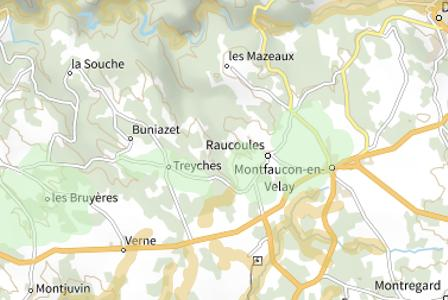 D
les Mazeaux
la Souche
Buniazet
Raucoules
Treyches
Montfaucon-en-
Velay
les Bruyères
Verne
Montjuvin
Montregard